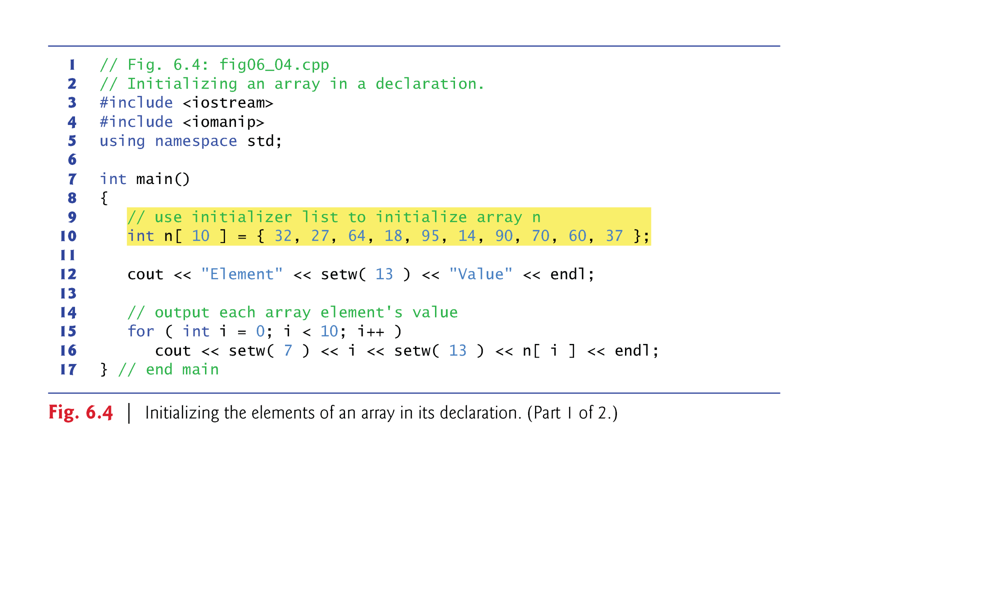 1 // Fig. 6.4: fig06_04.cpp
2 // Initializing an array in a declaration.
3 #include <iostream>
4 #include <iomanip>
5 using namespace std;
6
7 int main()
8 {
9 // use initializer list to initialize array n
10 int n[ 10 ] = { 32, 27, 64, 18, 95, 14, 90, 70, 60, 37 };
11
12 cout << "Element" << setw( 13 ) << "Value" << endl;
13
14 // output each array element's value
15 for ( int i = 0; i < 10; i++ )
16 cout << setw( 7 ) << i << setw( 13 ) << n[ i ] << endl;
17 } // end main
Fig. 6.4 | Initializing the elements of an array in its declaration. (Part 1 of 2.)